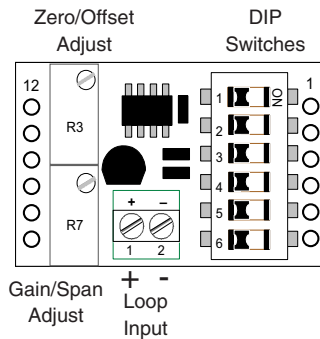 Zero/Offset
Adjust
DIP
Switches
12
R3
R7
+ –
1 2
ON
1
2
3
4
5
6
1
Gain/Span
Adjust
+ -
Loop
Input